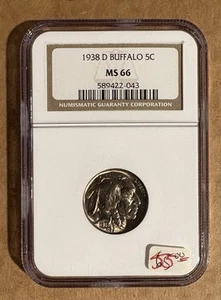 1938 D BUFFALO 5C
MS 66
589422-043
NUMISMATIC GUARANTY CORPORATION